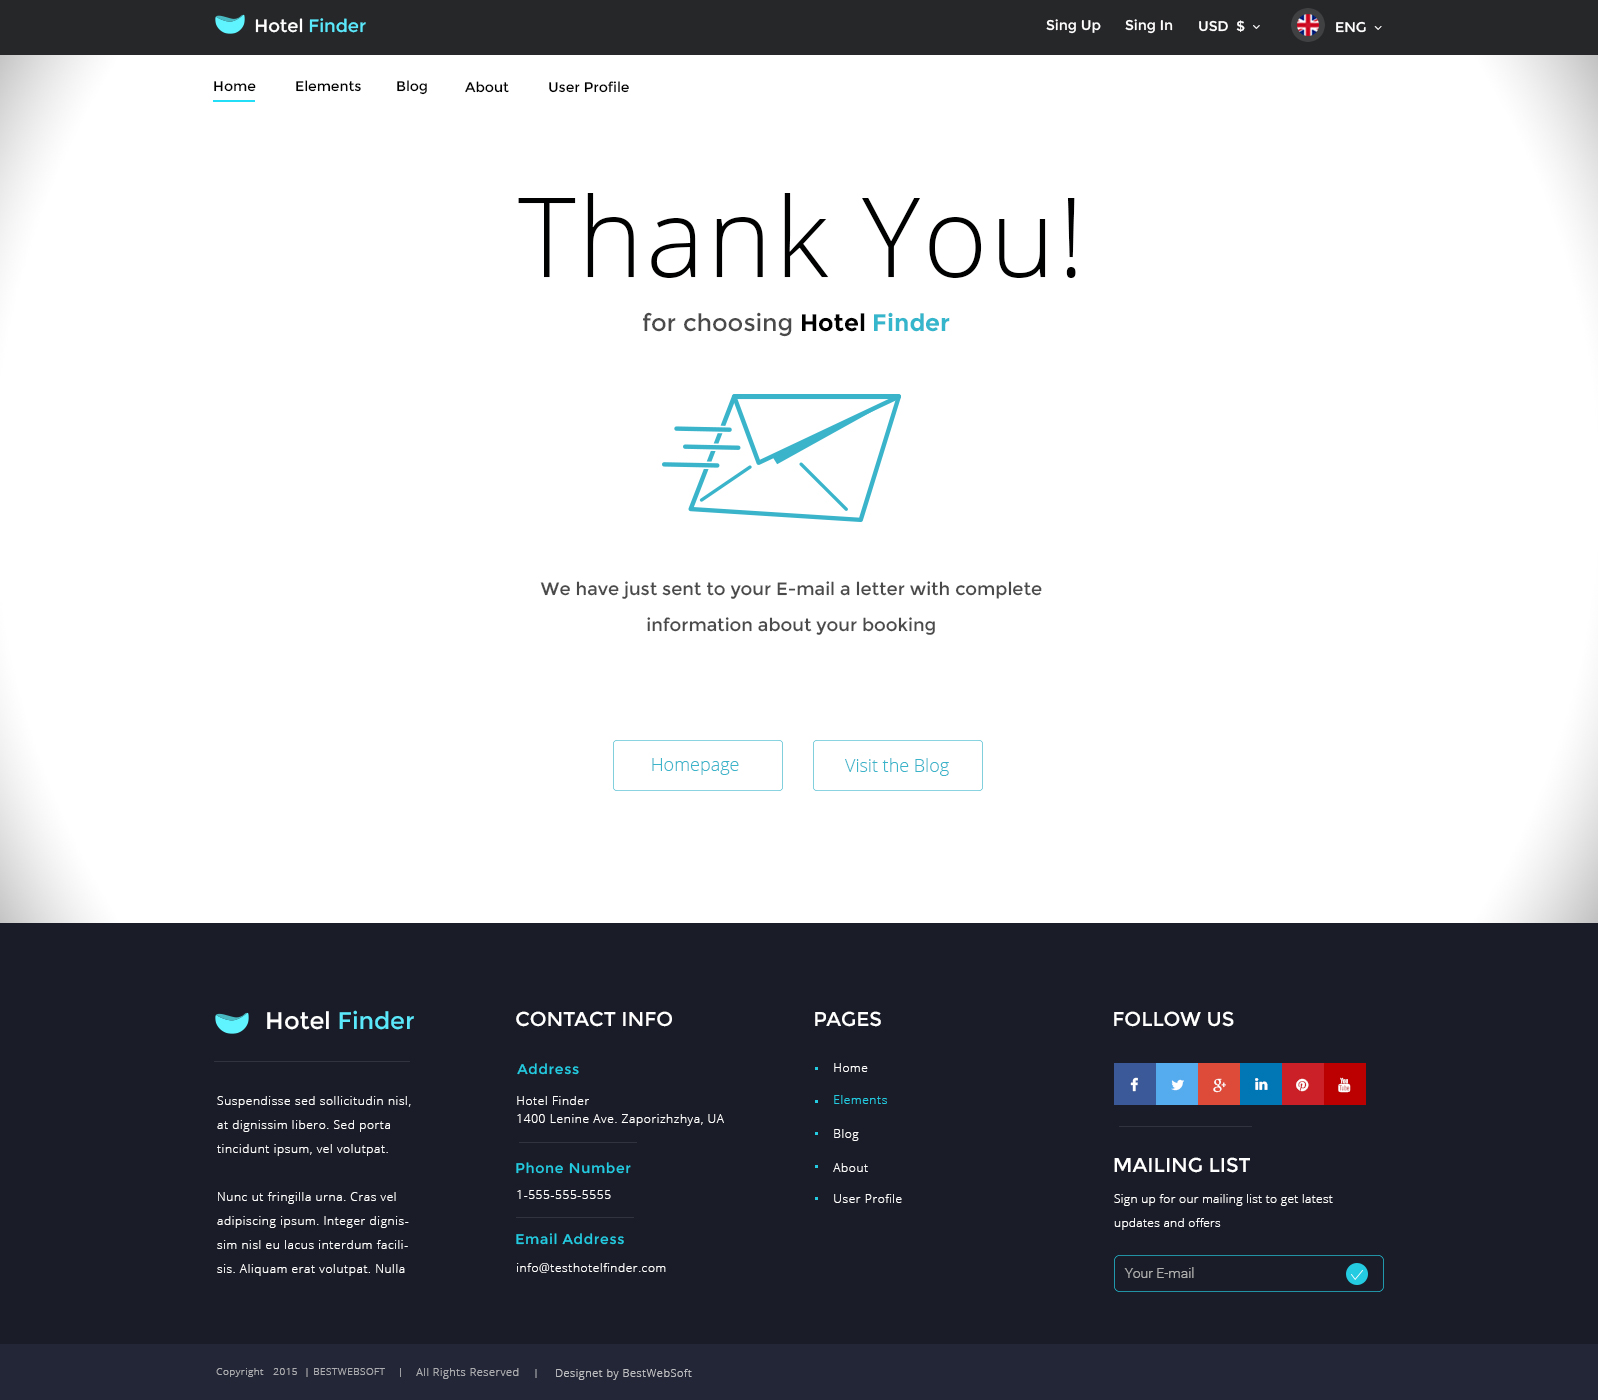 Hotel Finder
Sing Up Sing In USD $ ENG
Home Elements Blog About User Profile
Thank You!
for choosing Hotel Finder
We have just sent to your E-mail a letter with complete
information about your booking
Homepage Visit the Blog
Hotel Finder
Suspendisse sed sollicitudin nisl,
at dignissim libero. Sed porta
tincidunt ipsum, vel volutpat.
Nunc ut fringilla urna. Cras vel
adipiscing ipsum. Integer dignis-
sim nisl eu lacus interdum facili-
sis. Aliquam erat volutpat. Nulla
CONTACT INFO
Address
Hotel Finder
1400 Lenine Ave. Zaporizhzhya, UA
Phone Number
1-555-555-5555
Email Address
info@testhotelfinder.com
PAGES
Home
Elements
Blog
About
User Profile
FOLLOW US
MAILING LIST
Sign up for our mailing list to get latest
updates and offers
Your E-mail
Copyright 2015 | BESTWEBSOFT | All Rights Reserved | Designet by BestWebSoft